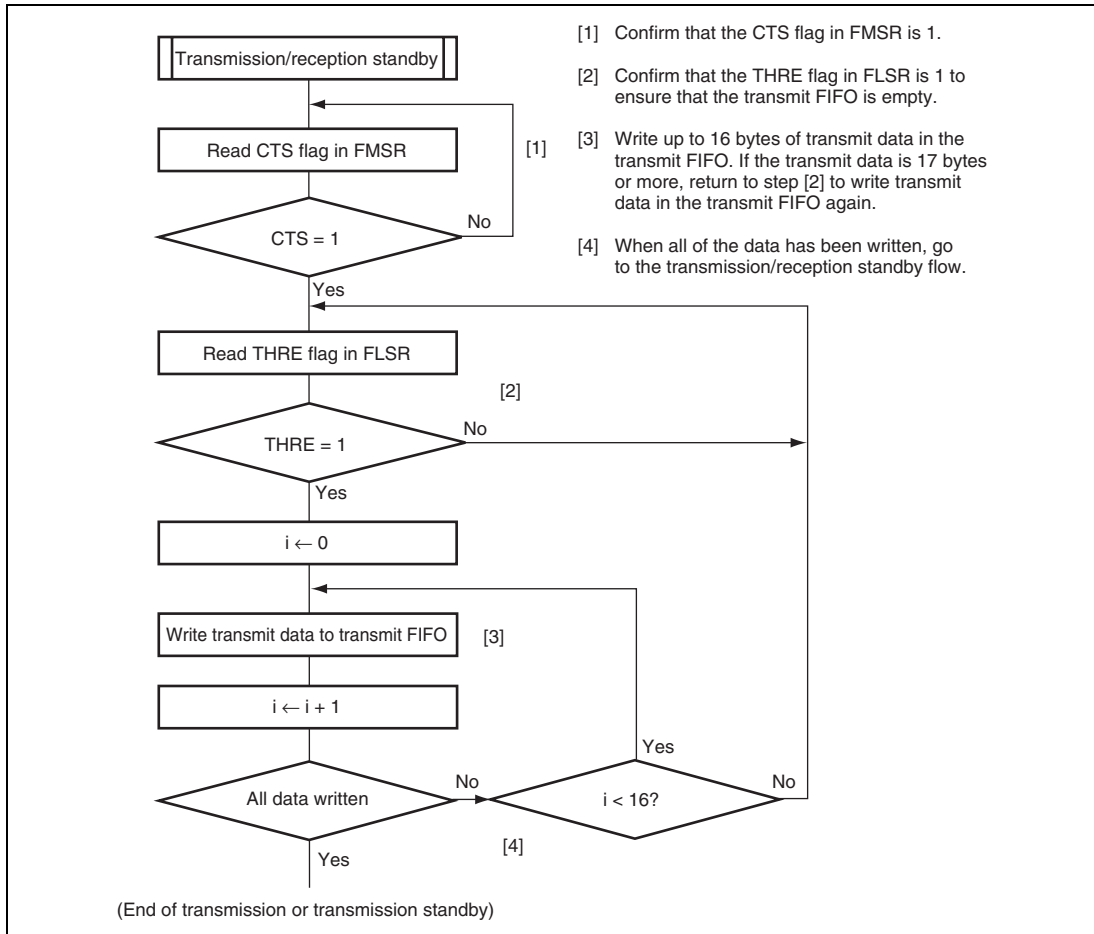 Transmission/reception standby
Read CTS flag in FMSR
[1]
CTS = 1
No
Yes
Read THRE flag in FLSR
[2]
THRE = 1
No
Yes
i ← 0
Write transmit data to transmit FIFO
[3]
i ← i + 1
All data written
No
i < 16?
Yes
No
[4]
Yes
(End of transmission or transmission standby)
[1] Confirm that the CTS flag in FMSR is 1.
[2] Confirm that the THRE flag in FLSR is 1 to
ensure that the transmit FIFO is empty.
[3] Write up to 16 bytes of transmit data in the
transmit FIFO. If the transmit data is 17 bytes
or more, return to step [2] to write transmit
data in the transmit FIFO again.
[4] When all of the data has been written, go
to the transmission/reception standby flow.